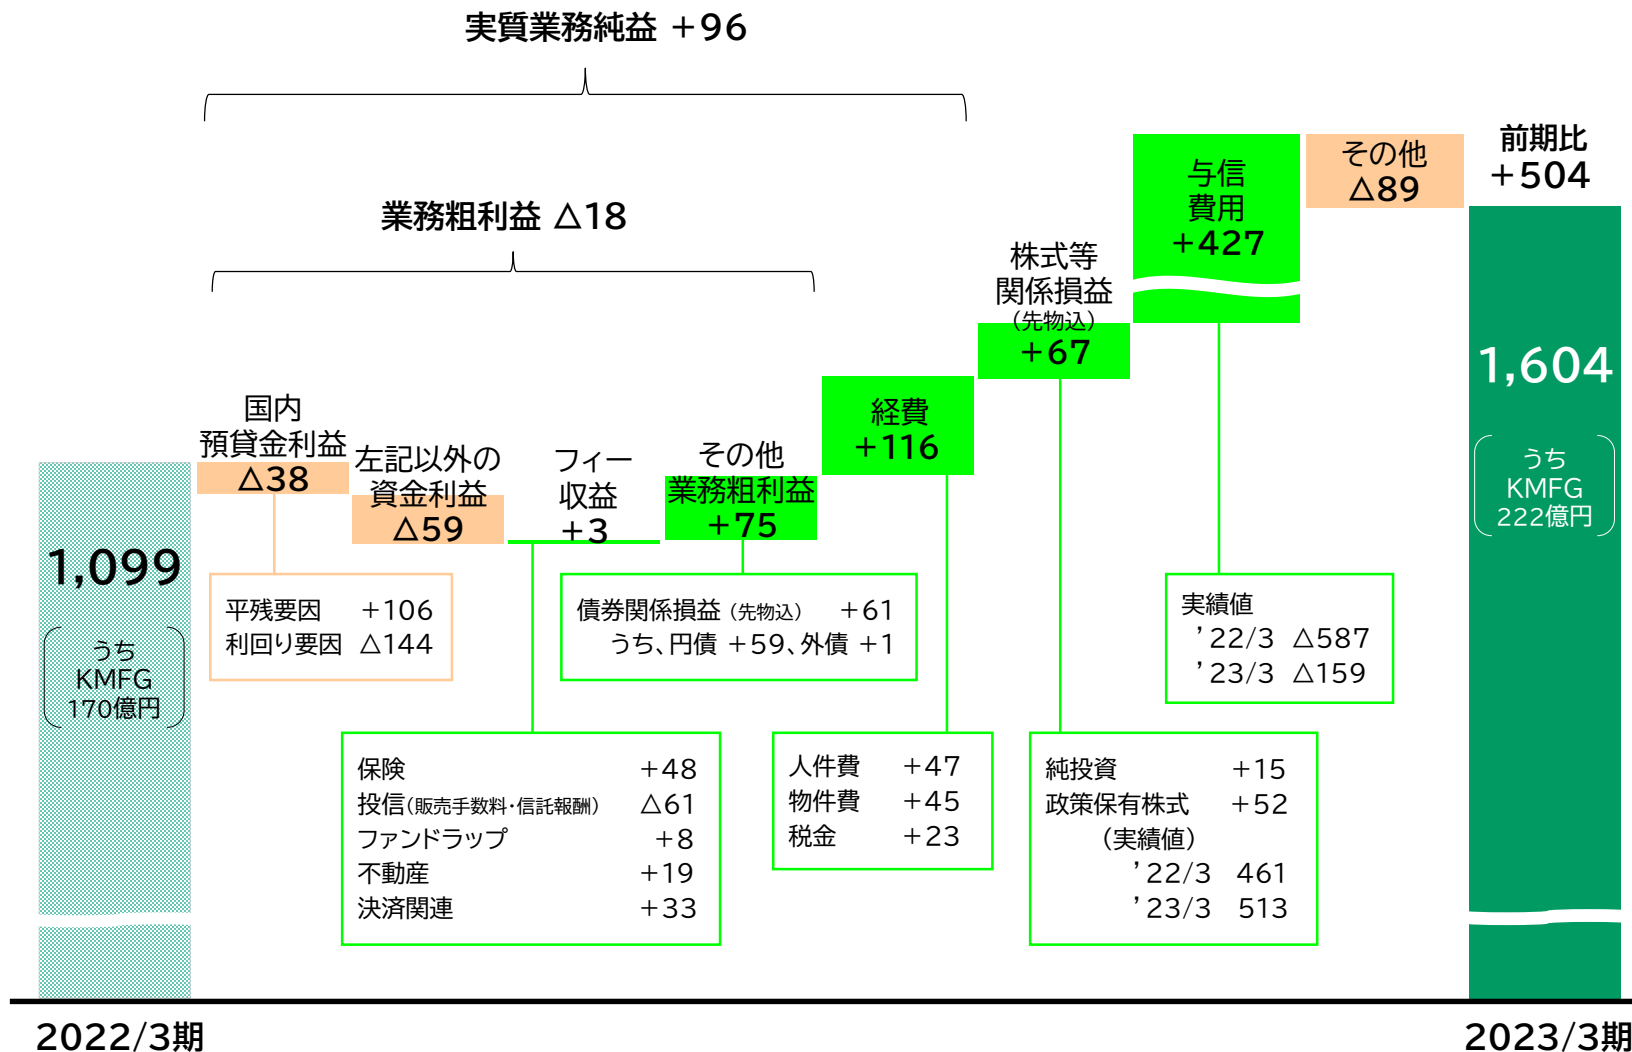 実質業務純益 +96
業務粗利益 △18
前期比
+504
1,099
うち
KMFG
170億円
国内
預貸金利益
△38
左記以外の
資金利益
△59
フィー
収益
+3
その他
業務粗利益
+75
経費
+116
株式等
関係損益
(先物込)
+67
与信
費用
+427
その他
△89
1,604
うち
KMFG
222億円
平残要因 +106
利回り要因 △144
債券関係損益(先物込) +61
うち、円債 +59、外債 +1
実績値
’22/3 △587
’23/3 △159
保険 +48
投信(販売手数料・信託報酬) △61
ファンドラップ +8
不動産 +19
決済関連 +33
人件費 +47
物件費 +45
税金 +23
純投資 +15
政策保有株式 +52
(実績値)
’22/3 461
’23/3 513
2022/3期
2023/3期